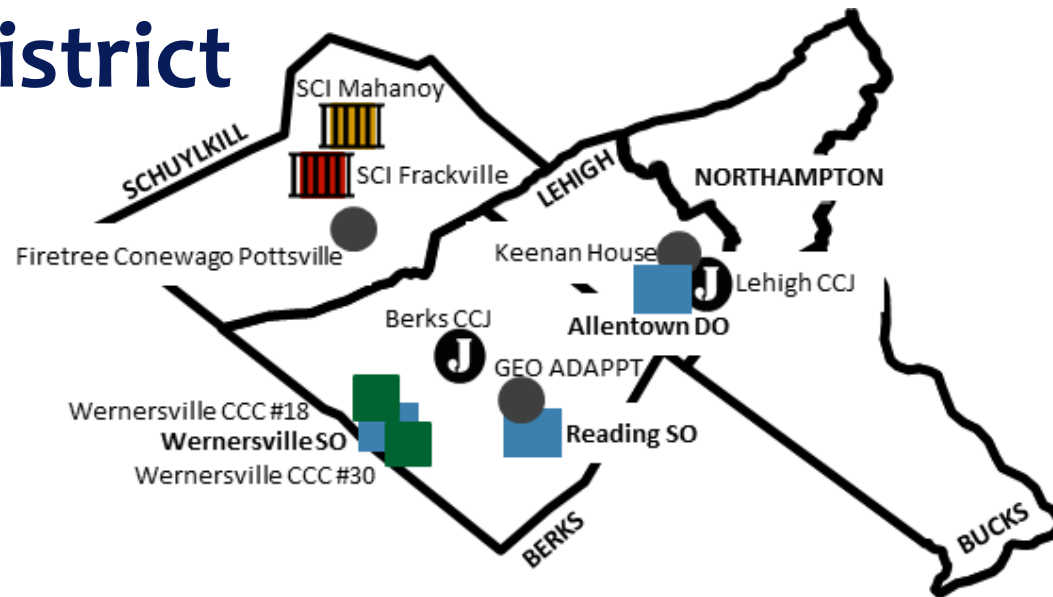 istrict
SCI Mahanoy
SCHUYLKILL
SCI Frackville
LEHIGH
NORTHAMPTON
Firetree Conewago Pottsville
Keenan House
J
Lehigh CCJ
Berks CCJ
Allentown DO
J
GEO ADAPPT
Wernersville CCC #18
Wernersville SO
Reading SO
Wernersville CCC #30
BERKS
BUCKS